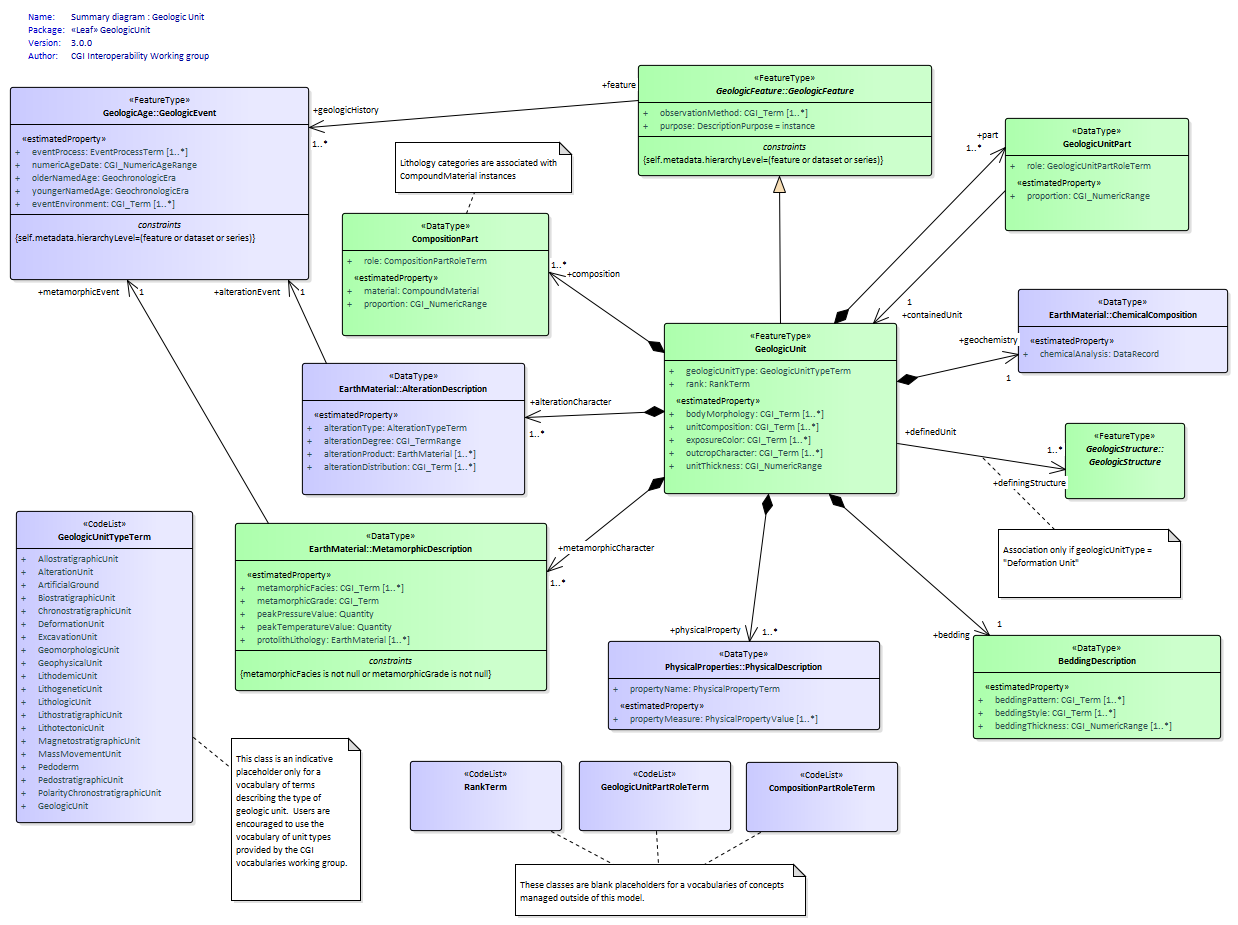 Name: Summary diagram : Geologic Unit
Package: «Leaf» GeologicUnit
Version: 3.0.0
Author: CGI Interoperability Working group
«FeatureType»
GeologicFeature::GeologicFeature
+ observationMethod: CGI_Term [1..*]
+ purpose: DescriptionPurpose = instance
constraints
{self.metadata.hierarchyLevel=(feature or dataset or series)}
+feature
+geologicHistory
1..*
«FeatureType»
GeologicAge::GeologicEvent
«estimatedProperty»
+ eventProcess: EventProcessTerm [1..*]
+ numericAgeDate: CGI_NumericAgeRange
+ olderNamedAge: GeochronologicEra
+ youngerNamedAge: GeochronologicEra
+ eventEnvironment: CGI_Term [1..*]
constraints
{self.metadata.hierarchyLevel=(feature or dataset or series)}
Lithology categories are associated with
CompoundMaterial instances
+part
1..*
«DataType»
GeologicUnitPart
+ role: GeologicUnitPartRoleTerm
«estimatedProperty»
+ proportion: CGI_NumericRange
«DataType»
CompositionPart
+ role: CompositionPartRoleTerm
«estimatedProperty»
+ material: CompoundMaterial
+ proportion: CGI_NumericRange
1..*
+composition
+metamorphicEvent
1
+alterationEvent
1
1
+containedUnit
«DataType»
EarthMaterial::ChemicalComposition
«estimatedProperty»
+ chemicalAnalysis: DataRecord
+geochemistry
1
«FeatureType»
GeologicUnit
+ geologicUnitType: GeologicUnitTypeTerm
+ rank: RankTerm
«estimatedProperty»
+ bodyMorphology: CGI_Term [1..*]
+ unitComposition: CGI_Term [1..*]
+ exposureColor: CGI_Term [1..*]
+ outcropCharacter: CGI_Term [1..*]
+ unitThickness: CGI_NumericRange
«DataType»
EarthMaterial::AlterationDescription
«estimatedProperty»
+ alterationType: AlterationTypeTerm
+ alterationDegree: CGI_TermRange
+ alterationProduct: EarthMaterial [1..*]
+ alterationDistribution: CGI_Term [1..*]
+alterationCharacter
1..*
+definedUnit
1..*
+definingStructure
«FeatureType»
GeologicStructure::
GeologicStructure
Association only if geologicUnitType =
"Deformation Unit"
«CodeList»
GeologicUnitTypeTerm
+ AllostratigraphicUnit
+ AlterationUnit
+ ArtificialGround
+ BiostratigraphicUnit
+ ChronostratigraphicUnit
+ DeformationUnit
+ ExcavationUnit
+ GeomorphologicUnit
+ GeophysicalUnit
+ LithodemicUnit
+ LithogeneticUnit
+ LithologicUnit
+ LithostratigraphicUnit
+ LithotectonicUnit
+ MagnetostratigraphicUnit
+ MassMovementUnit
+ Pedoderm
+ PedostratigraphicUnit
+ PolarityChronostratigraphicUnit
+ GeologicUnit
«DataType»
EarthMaterial::MetamorphicDescription
«estimatedProperty»
+ metamorphicFacies: CGI_Term [1..*]
+ metamorphicGrade: CGI_Term
+ peakPressureValue: Quantity
+ peakTemperatureValue: Quantity
+ protolithLithology: EarthMaterial [1..*]
constraints
{metamorphicFacies is not null or metamorphicGrade is not null}
+metamorphicCharacter
1..*
+physicalProperty
1..*
«DataType»
PhysicalProperties::PhysicalDescription
+ propertyName: PhysicalPropertyTerm
«estimatedProperty»
+ propertyMeasure: PhysicalPropertyValue [1..*]
+bedding
1
«DataType»
BeddingDescription
«estimatedProperty»
+ beddingPattern: CGI_Term [1..*]
+ beddingStyle: CGI_Term [1..*]
+ beddingThickness: CGI_NumericRange [1..*]
This class is an indicative
placeholder only for a
vocabulary of terms
describing the type of
geologic unit. Users are
encouraged to use the
vocabulary of unit types
provided by the CGI
vocabularies working group.
«CodeList»
RankTerm
«CodeList»
GeologicUnitPartRoleTerm
«CodeList»
CompositionPartRoleTerm
These classes are blank placeholders for a vocabularies of concepts
managed outside of this model.